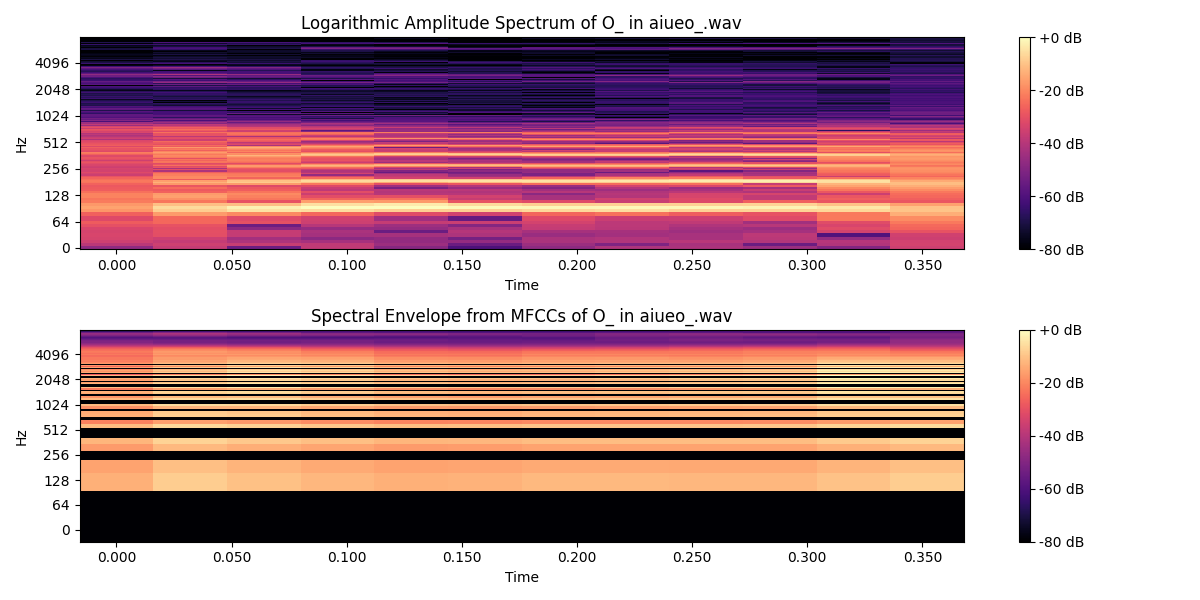 Logarithmic Amplitude Spectrum of O_ in aiueo_.wav
4096
2048
1024
512
256
128
64
0
Hz
0.000 0.050 0.100 0.150 0.200 0.250 0.300 0.350
Time
+0 dB
-20 dB
-40 dB
-60 dB
-80 dB
Spectral Envelope from MFCCs of O_ in aiueo_.wav
4096
2048
1024
512
256
128
64
0
Hz
0.000 0.050 0.100 0.150 0.200 0.250 0.300 0.350
Time
+0 dB
-20 dB
-40 dB
-60 dB
-80 dB